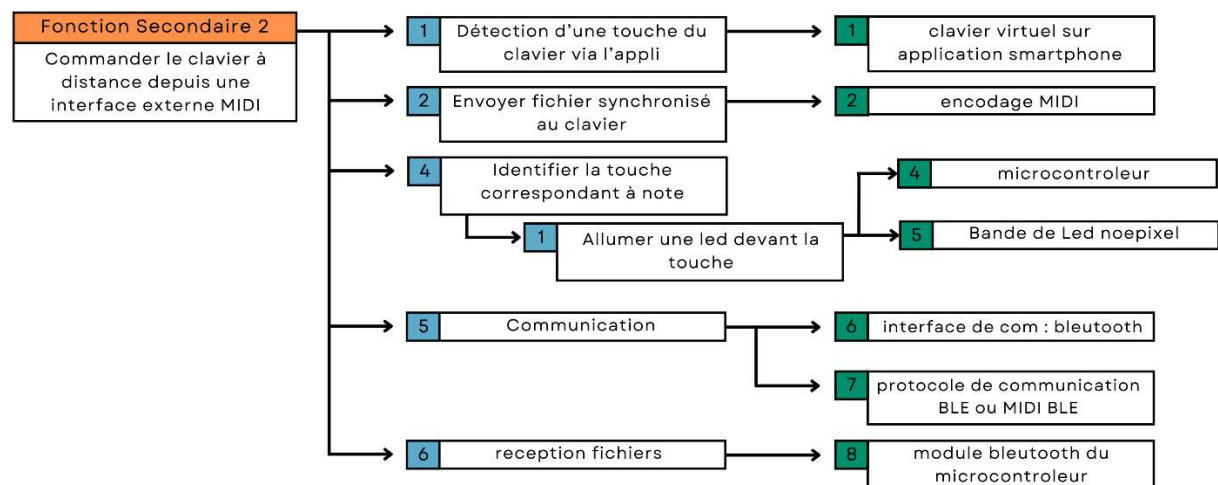 Fonction Secondaire 2
Commander le clavier à
distance depuis une
interface externe MIDI
1
Détection d'une touche du
clavier via l'appli
1
clavier virtuel sur
application smartphone
2
Envoyer fichier synchronisé
au clavier
2
encodage MIDI
4
Identifier la touche
correspondant à note
1
Allumer une led devant la
touche
4
microcontroleur
5
Bande de Led noepixel
5
Communication
6
interface de com : bleutooth
7
protocole de communication
BLE ou MIDI BLE
6
reception fichiers
8
module bleutooth du
microcontroleur